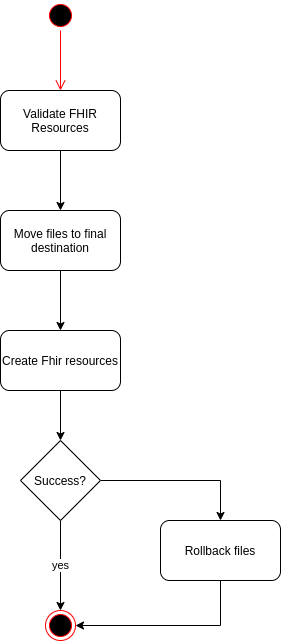 Validate FHIR
Resources
Move files to final
destination
Create Fhir resources
Success?
Rollback files
yes